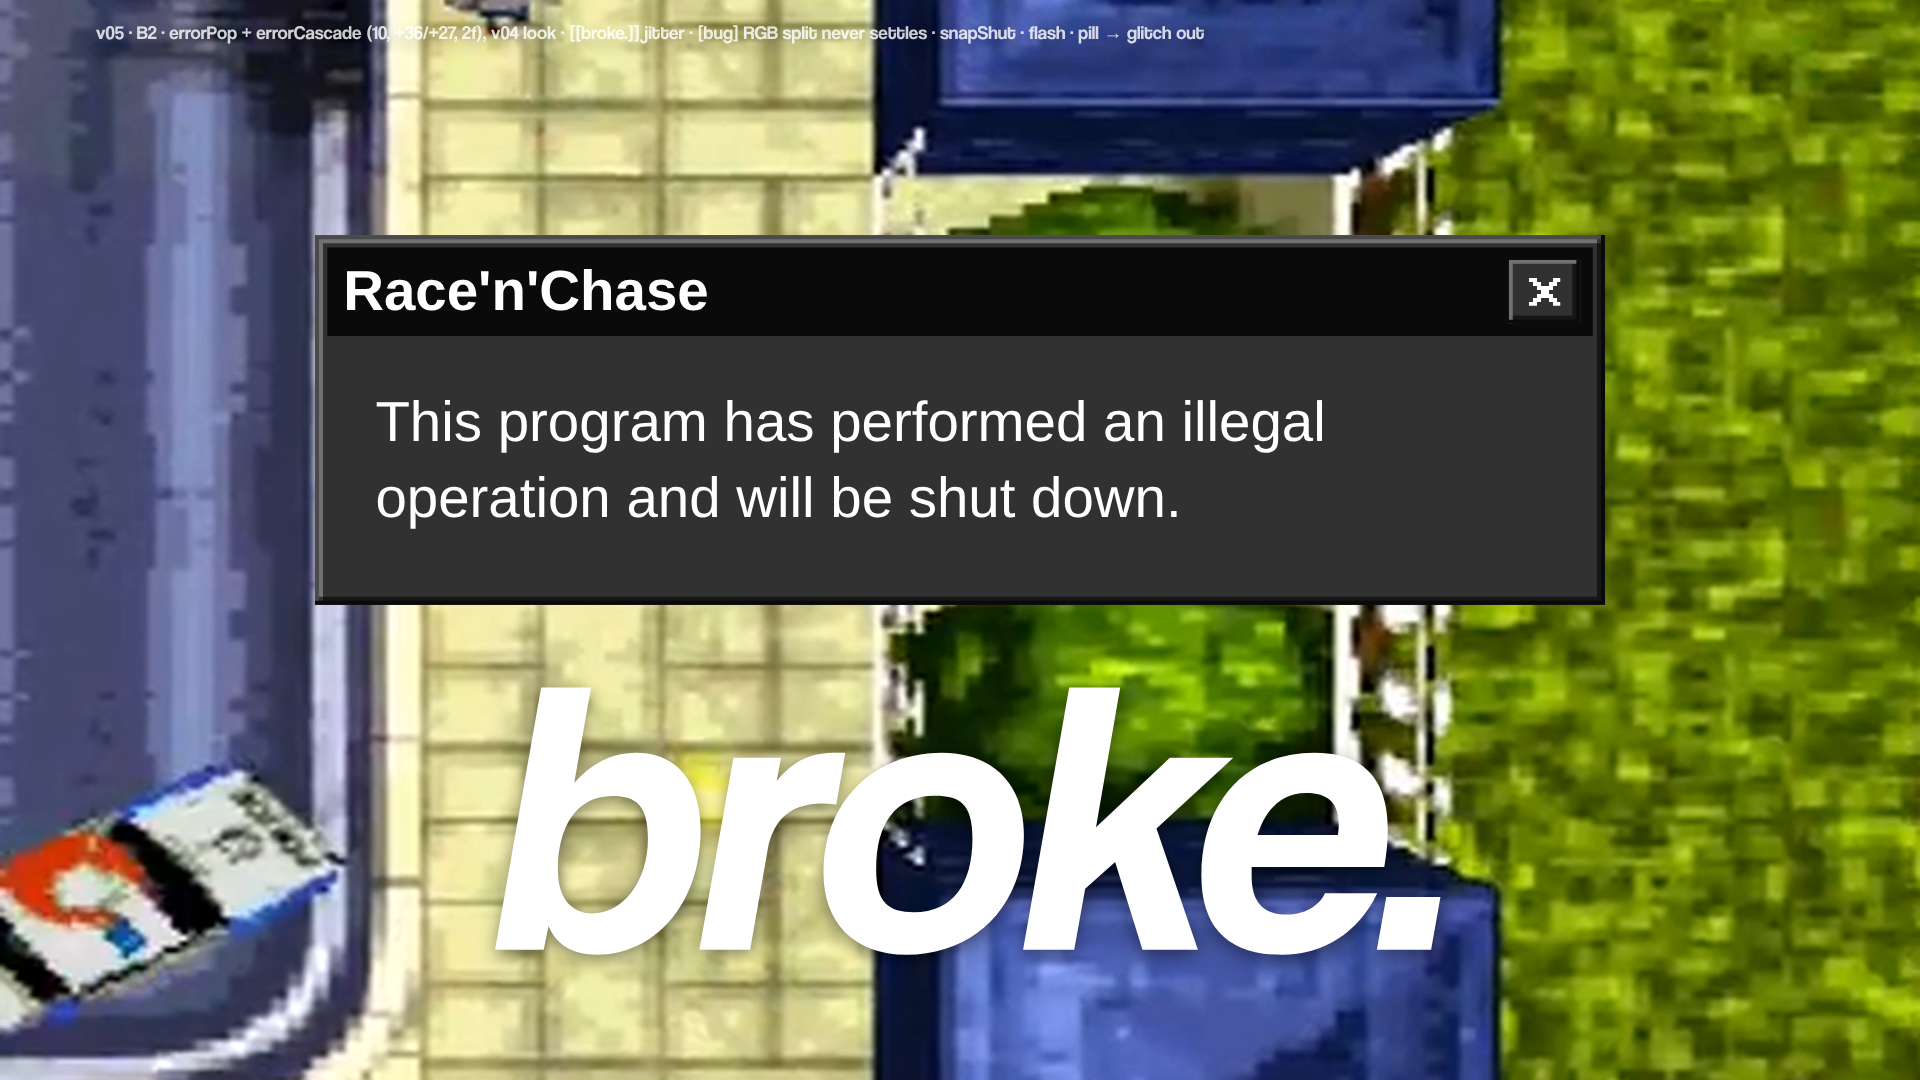 v05 · B2 · errorPop + errorCascade (10, +36/+27, 2f), v04 look · [[broke.]] jitter · [bug] RGB split never settles · snapShut · flash · pill → glitch out
Race'n'Chase
This program has performed an illegal
operation and will be shut down.
broke.